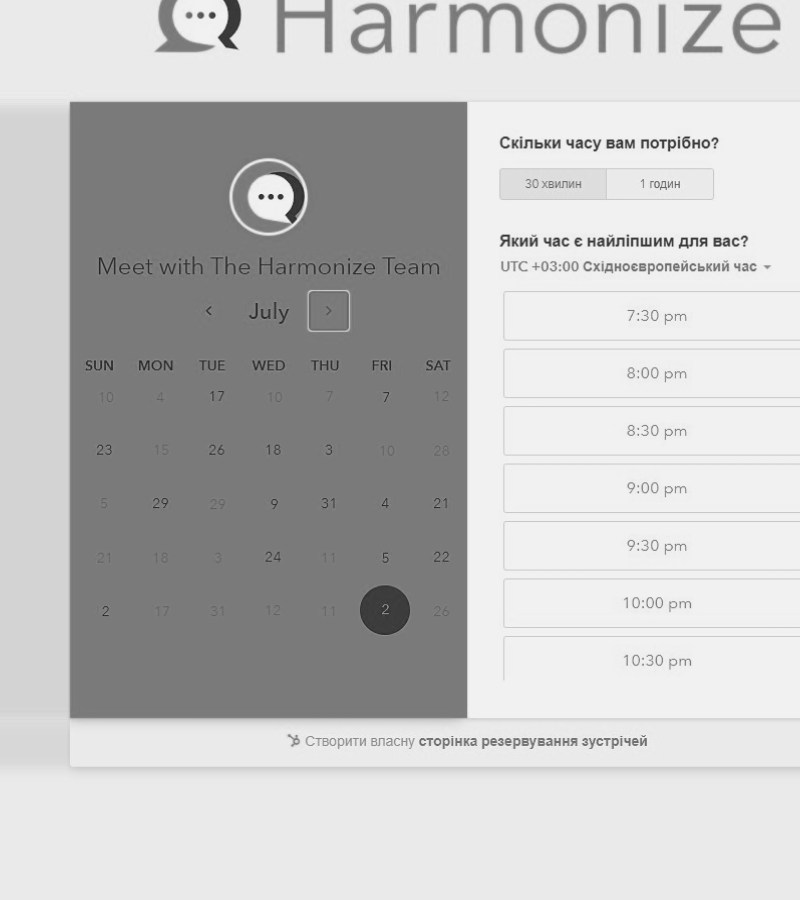 Harmonize
Meet with The Harmonize Team
July
SUN MON TUE WED THU FRI SAT
10 4 17 10 7 7 12
23 15 26 18 3 10 28
5 29 29 9 31 4 21
21 18 3 24 11 5 22
2 17 31 12 11 2 26
Скільки часу вам потрібно?
30 хвилин 1 годин
Який час є найліпшим для вас?
UTC +03:00 Східноєвропейський час
7:30 pm
8:00 pm
8:30 pm
9:00 pm
9:30 pm
10:00 pm
10:30 pm
Створити власну сторінка резервування зустрічей